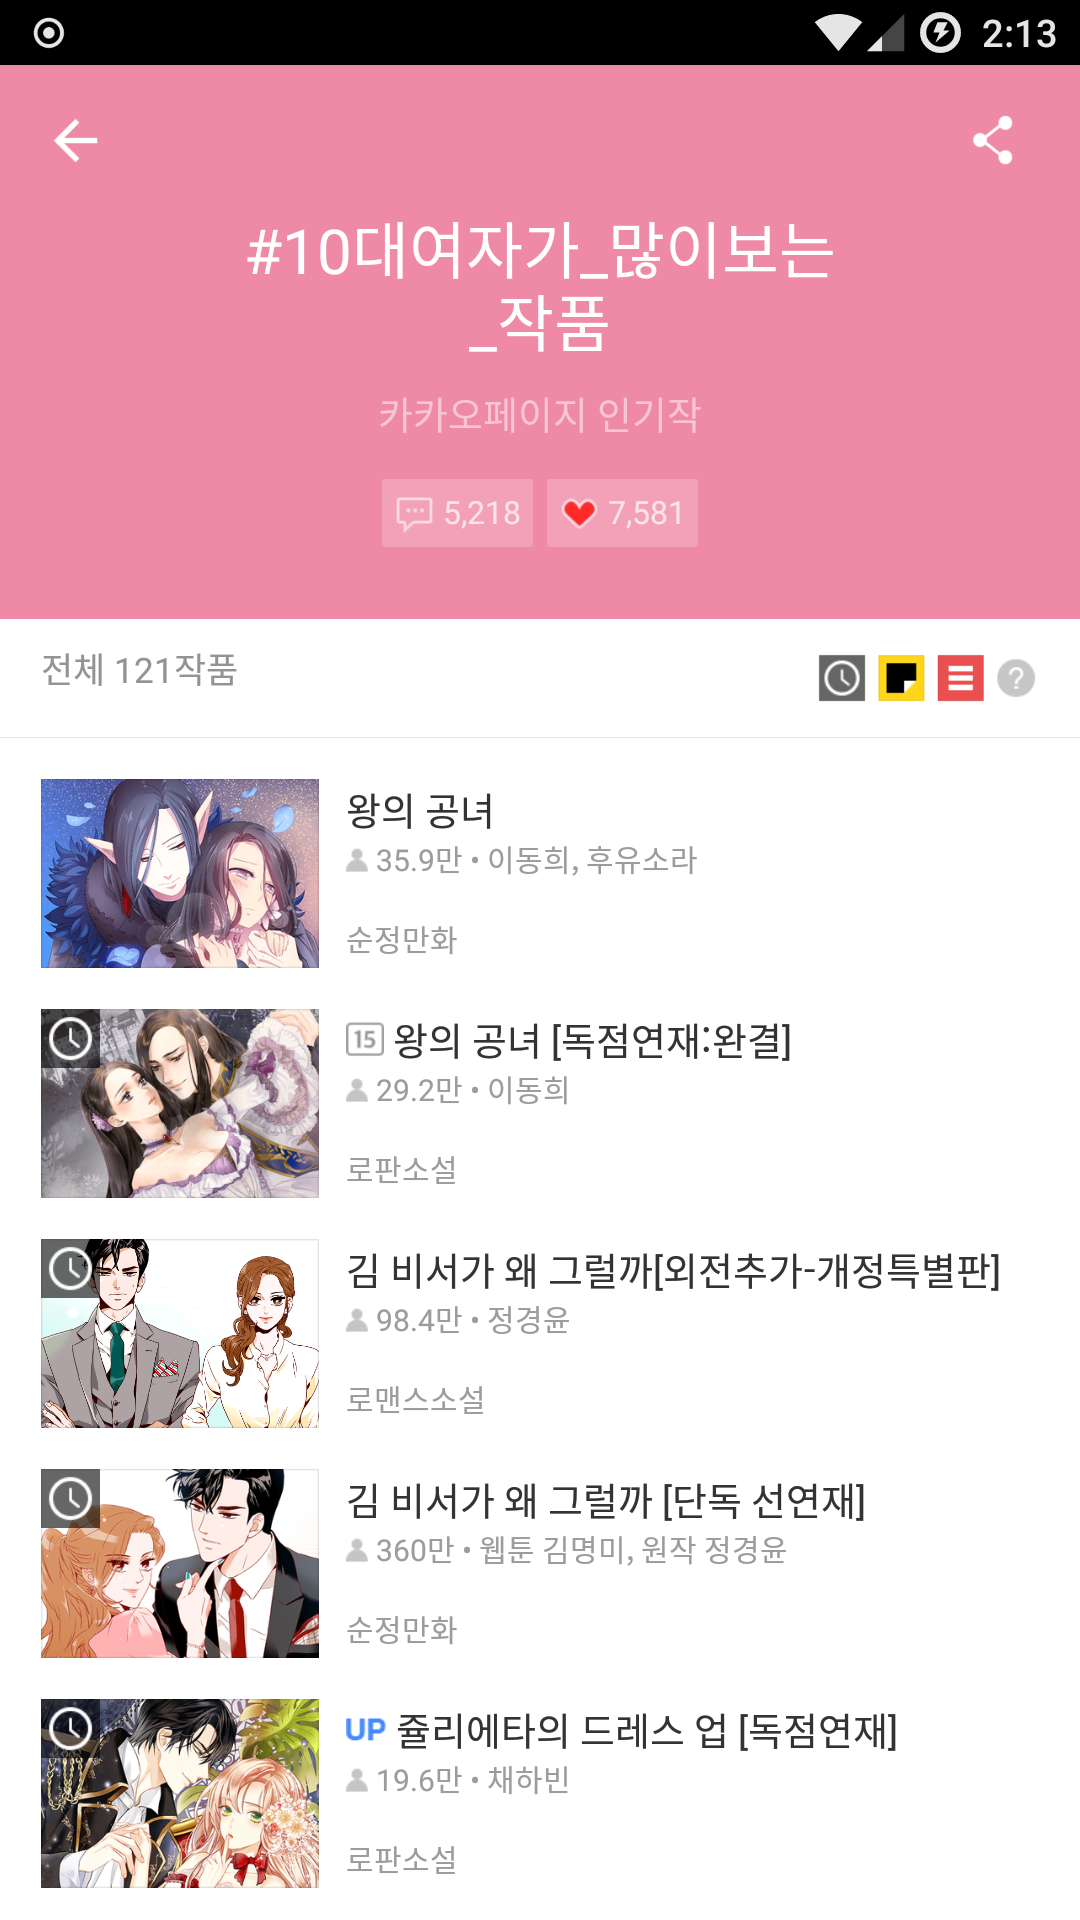 2:13
#10대여자가_많이보는
_작품
카카오페이지 인기작
5,218 7,581
전체 121작품
?
왕의 공녀
35.9만 • 이동희, 후유소라
순정만화
15 왕의 공녀 [독점연재:완결]
29.2만 • 이동희
로판소설
김 비서가 왜 그럴까[외전추가-개정특별판]
98.4만 • 정경윤
로맨스소설
김 비서가 왜 그럴까 [단독 선연재]
360만 • 웹툰 김명미, 원작 정경윤
순정만화
UP 쥴리에타의 드레스 업 [독점연재]
19.6만 • 채하빈
로판소설